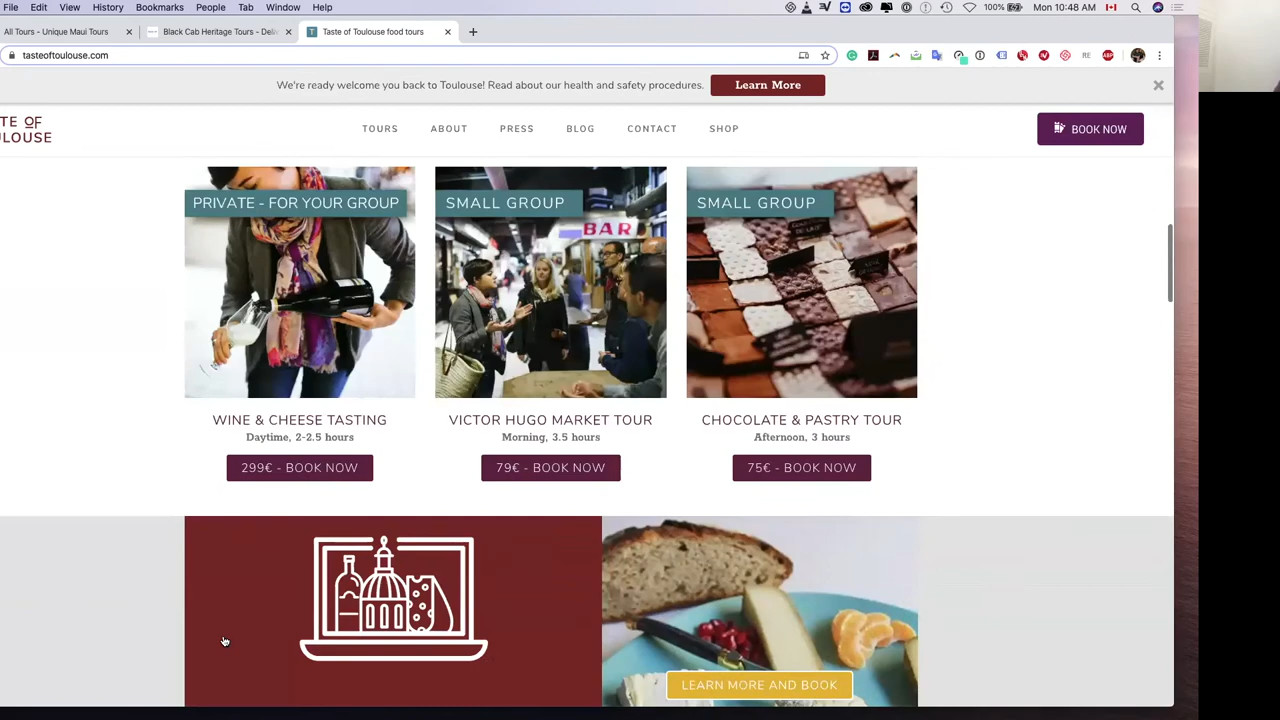 File Edit View History Bookmarks People Tab Window Help 100% Mon 10:48 AM
All Tours - Unique Maui Tours Black Cab Heritage Tours - Deli Taste of Toulouse food tours
tasteoftoulouse.com
We're ready welcome you back to Toulouse! Read about our health and safety procedures. Learn More
TE OF
ULOUSE
TOURS ABOUT PRESS BLOG CONTACT SHOP
BOOK NOW
PRIVATE - FOR YOUR GROUP SMALL GROUP SMALL GROUP
BAR
WINE & CHEESE TASTING VICTOR HUGO MARKET TOUR CHOCOLATE & PASTRY TOUR
Daytime, 2-2.5 hours Morning, 3.5 hours Afternoon, 3 hours
299€ - BOOK NOW 79€ - BOOK NOW 75€ - BOOK NOW
LEARN MORE AND BOOK